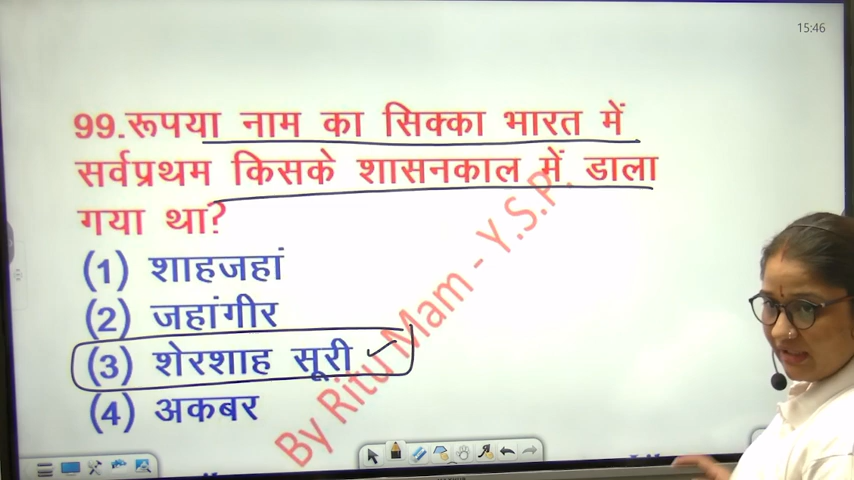 15:46
99.रूपया नाम का सिक्का भारत में
सर्वप्रथम किसके शासनकाल में डाला
गया था?
(1) शाहजहां
(2) जहांगीर
(3) शेरशाह सूरी
(4) अकबर
By Ritu Mam - Y.S.P.